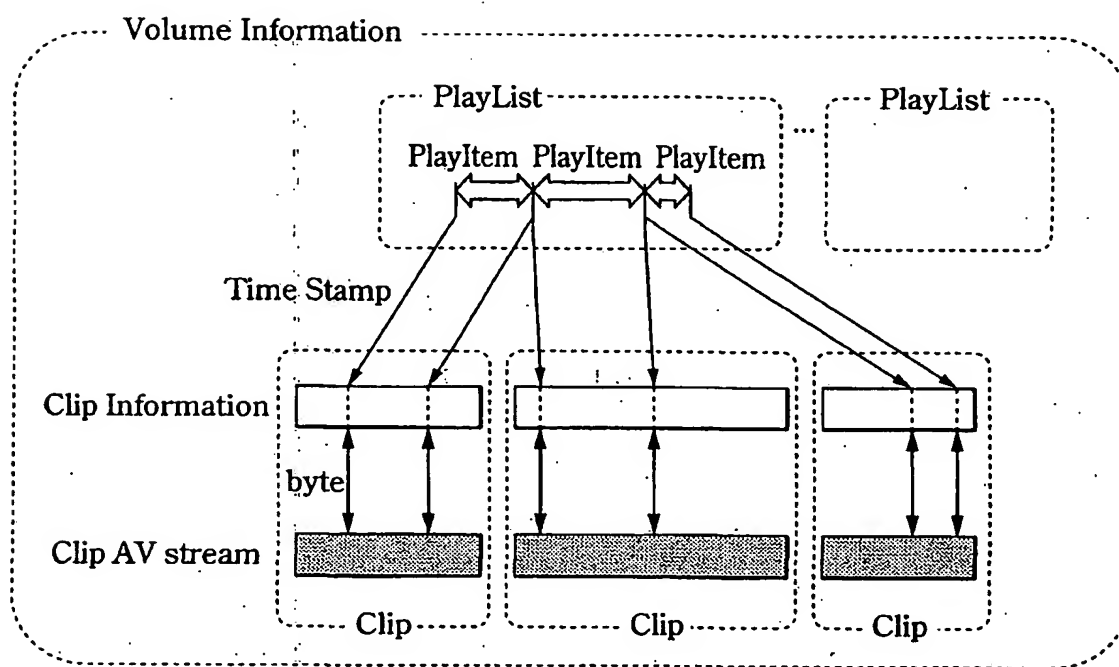 Volume Information
PlayList
...
PlayList
PlayItem PlayItem PlayItem
Time Stamp
Clip Information
byte
Clip AV stream
Clip
Clip
Clip